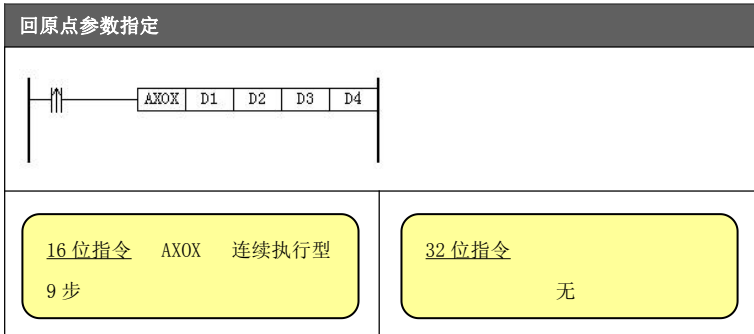 回原点参数指定
AXOX D1 D2 D3 D4
16 位指令 AXOX 连续执行型
9 步
32 位指令
无